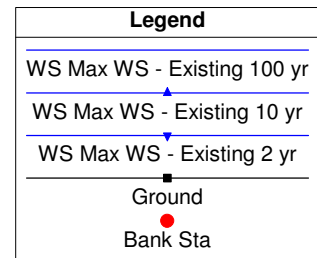 Legend
WS Max WS - Existing 100 yr
WS Max WS - Existing 10 yr
WS Max WS - Existing 2 yr
Ground
Bank Sta